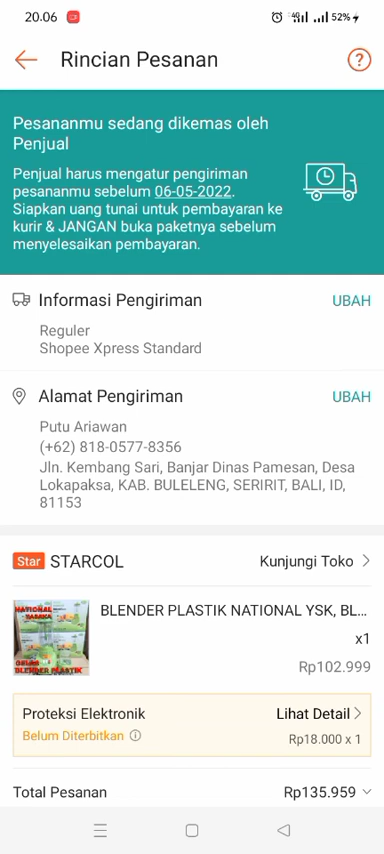 20.06
4G
52%
Rincian Pesanan
?
Pesananmu sedang dikemas oleh
Penjual
Penjual harus mengatur pengiriman
pesananmu sebelum 06-05-2022.
Siapkan uang tunai untuk pembayaran ke
kurir & JANGAN buka paketnya sebelum
menyelesaikan pembayaran.
Informasi Pengiriman UBAH
Reguler
Shopee Xpress Standard
Alamat Pengiriman UBAH
Putu Ariawan
(+62) 818-0577-8356
Jln. Kembang Sari, Banjar Dinas Pamesan, Desa
Lokapaksa, KAB. BULELENG, SERIRIT, BALI, ID,
81153
Star STARCOL Kunjungi Toko
NATIONAL
BLENDER PLASTIK NATIONAL YSK, BL...
x1
GELAS
BLENDER PLASTIK
Rp102.999
Proteksi Elektronik Lihat Detail
Belum Diterbitkan Rp18.000 x 1
Total Pesanan Rp135.959